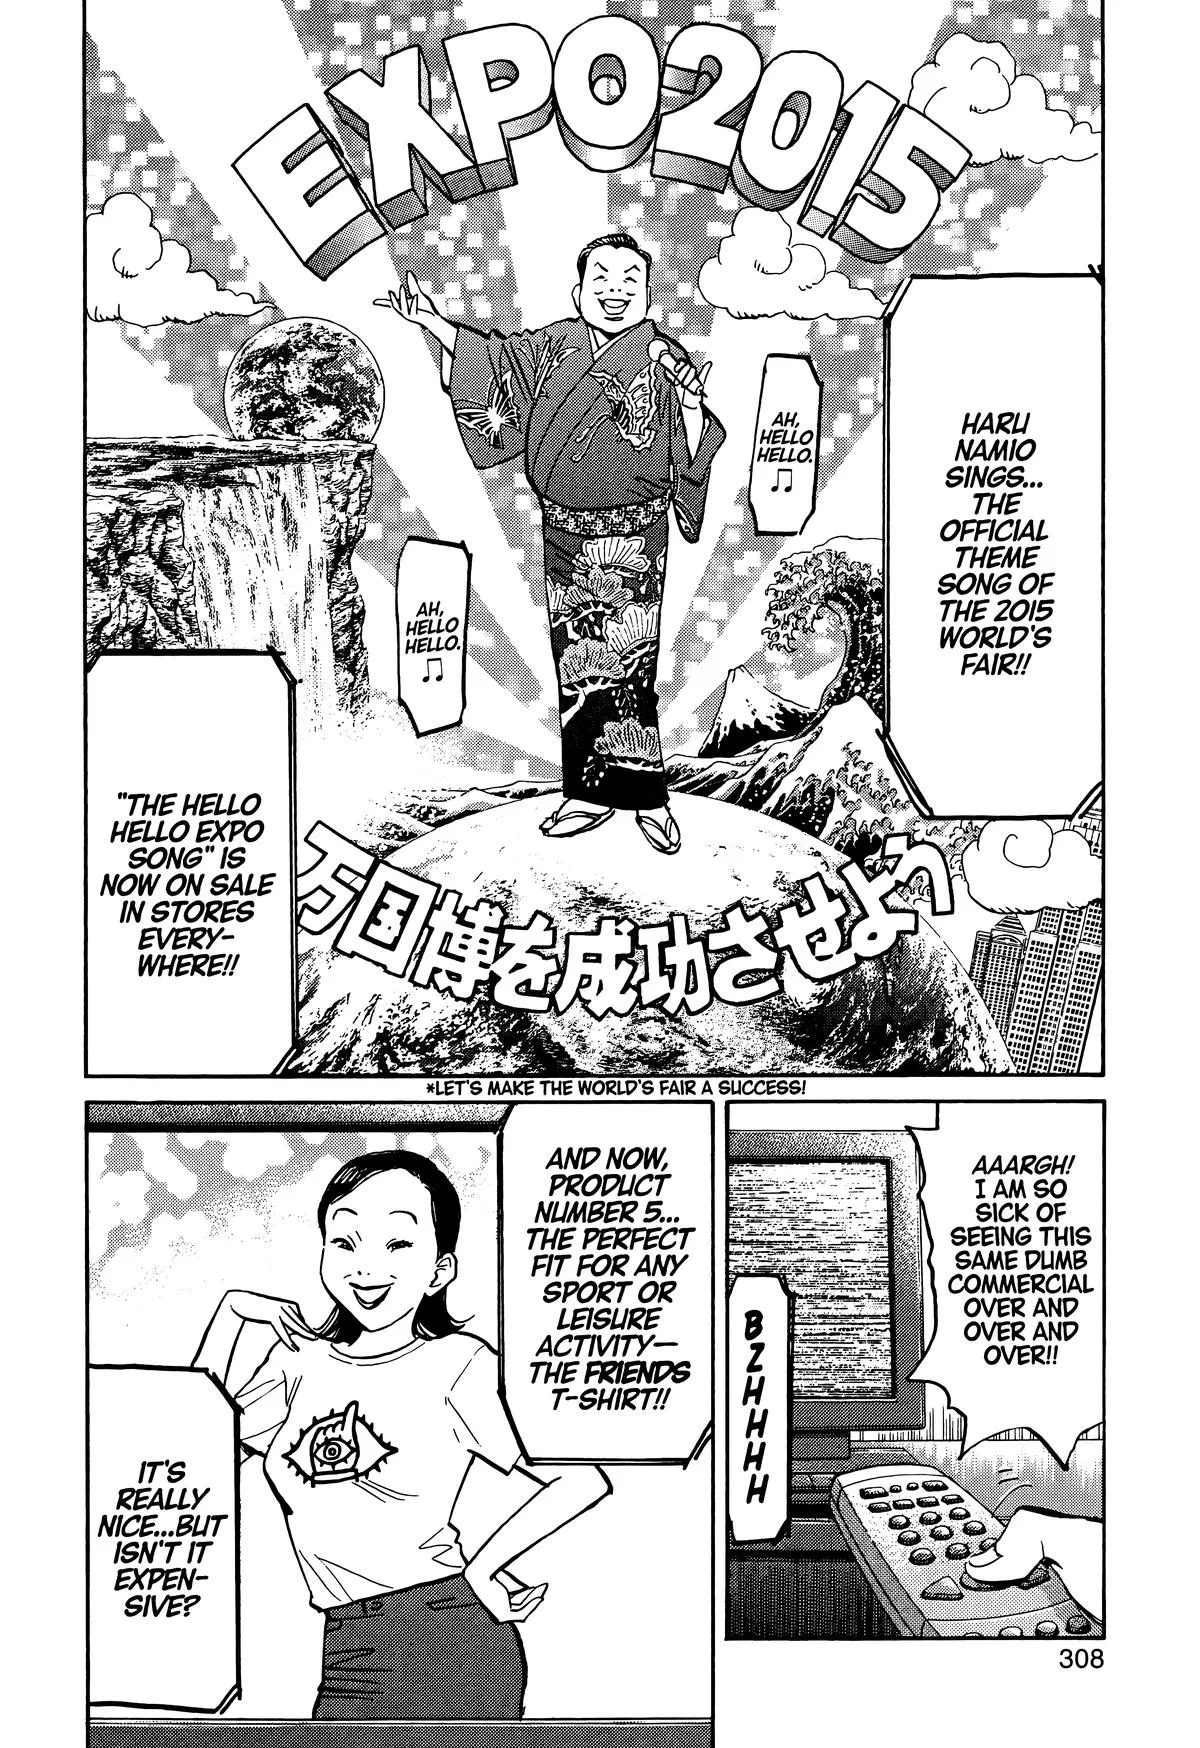 EXPO2015
HARU
NAMIO
SINGS...
THE
OFFICIAL
THEME
SONG OF
THE 2015
WORLD'S
FAIR!!
AH,
HELLO
HELLO.
♫
AH,
HELLO
HELLO.
♫
"THE HELLO
HELLO EXPO
SONG" IS
NOW ON SALE
IN STORES
EVERY-
WHERE!!
万国博を成功させよう
*LET'S MAKE THE WORLD'S FAIR A SUCCESS!
AAARGH!
I AM SO
SICK OF
SEEING THIS
SAME DUMB
COMMERCIAL
OVER AND
OVER AND
OVER!!
BZHHHH
AND NOW,
PRODUCT
NUMBER 5...
THE PERFECT
FIT FOR ANY
SPORT OR
LEISURE
ACTIVITY—
THE FRIENDS
T-SHIRT!!
IT'S
REALLY
NICE...BUT
ISN'T IT
EXPEN-
SIVE?
308